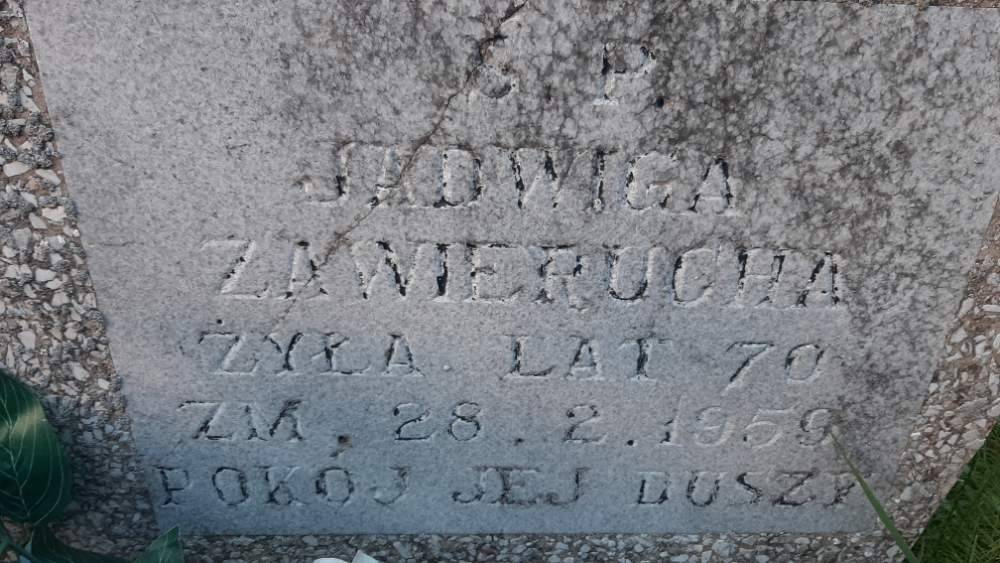 Ś P.
JADWIGA
ZAWIERUCHA
ŻYŁA LAT 70
ZM. 28.2.1959
POKÓJ JEJ DUSZY